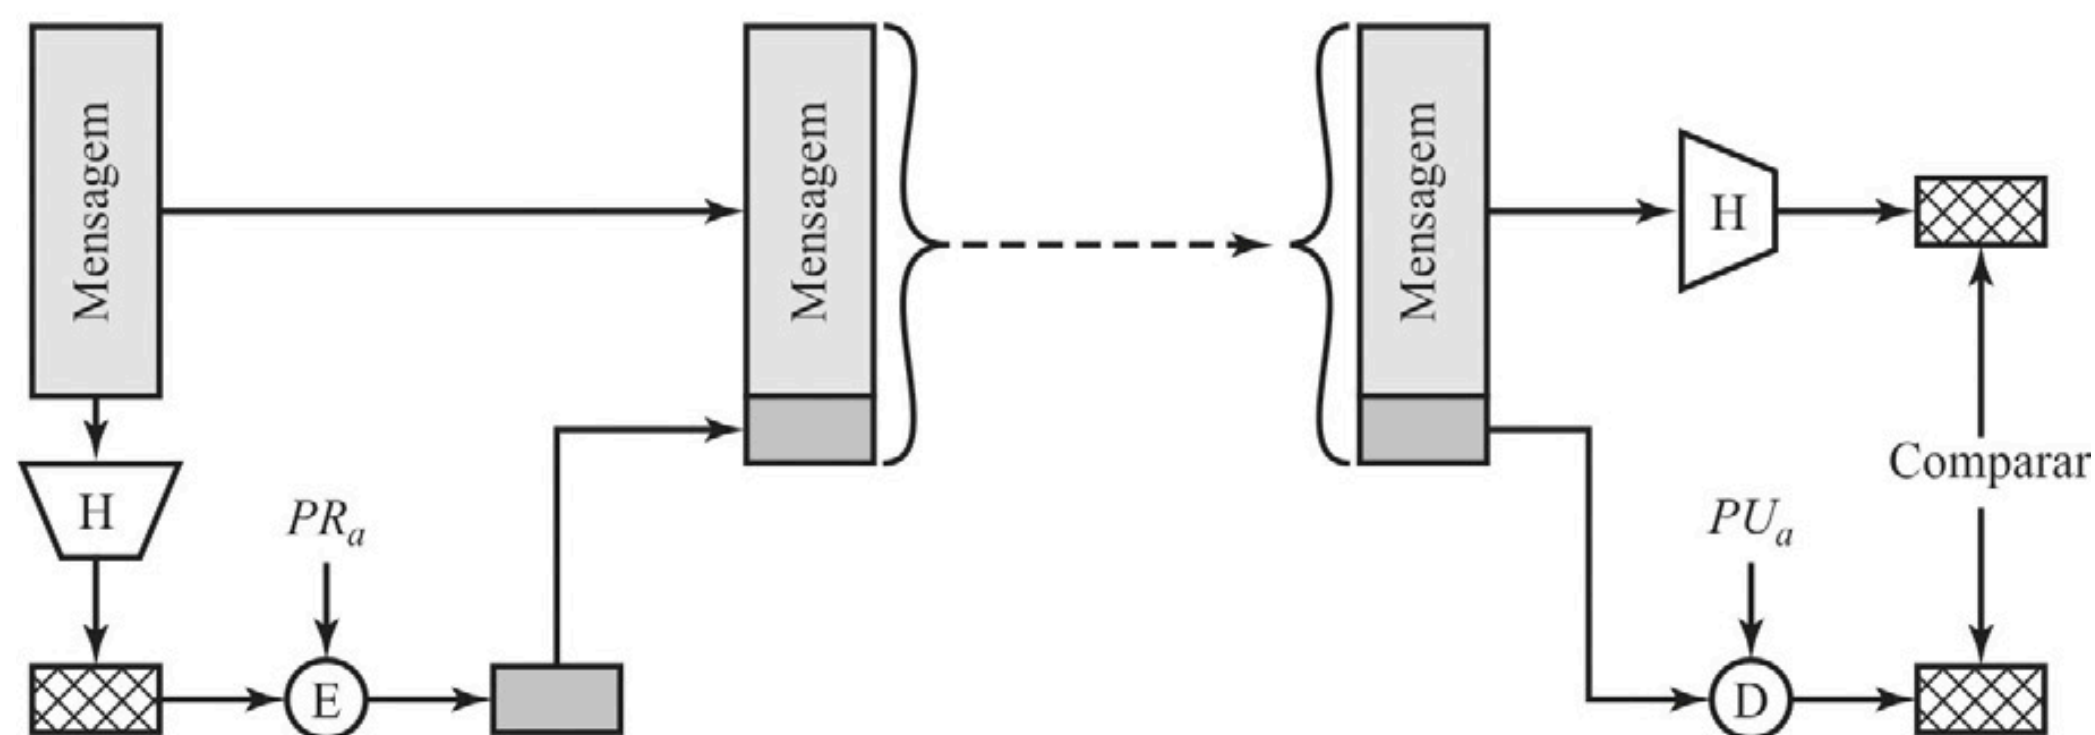 Mensagem
Mensagem
Mensagem
H
Comparar
H
PRₐ
PUₐ
E
D